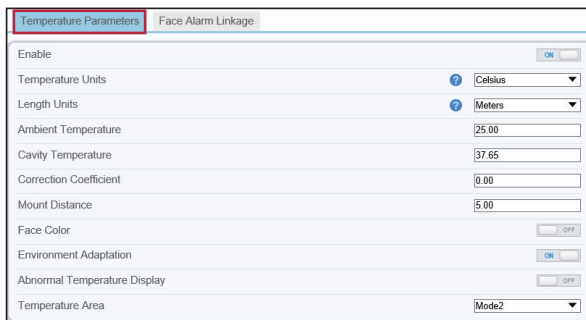 Temperature Parameters Face Alarm Linkage
Enable ON
Temperature Units ? Celsius
Length Units ? Meters
Ambient Temperature 25.00
Cavity Temperature 37.65
Correction Coefficient 0.00
Mount Distance 5.00
Face Color OFF
Environment Adaptation ON
Abnormal Temperature Display OFF
Temperature Area Mode2